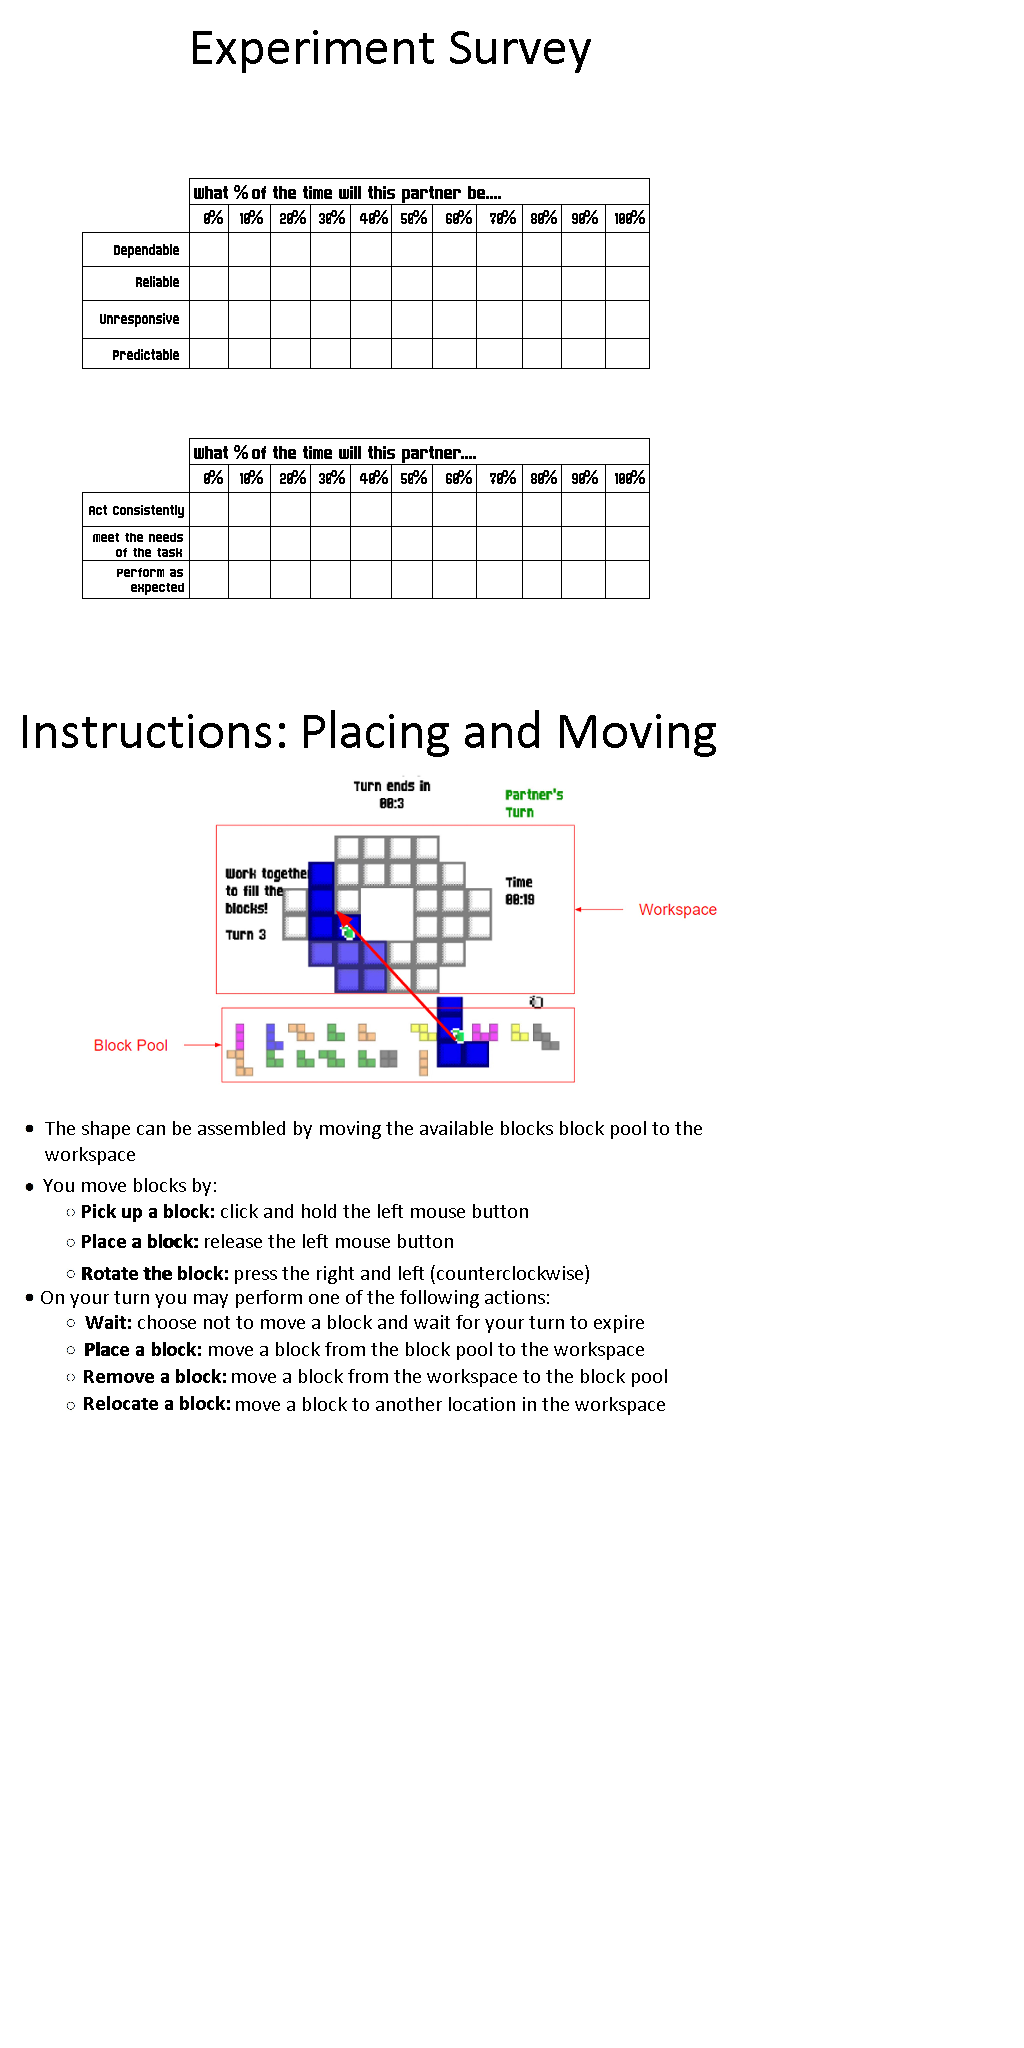 Experiment Survey
What % of the time will this partner be....
0% 10% 20% 30% 40% 50% 60% 70% 80% 90% 100%
Dependable
Reliable
Unresponsive
Predictable
What % of the time will this partner....
0% 10% 20% 30% 40% 50% 60% 70% 80% 90% 100%
Act Consistently
Meet the needs
of the task
Perform as
expected
Instructions: Placing and Moving
Turn ends in
00:3
Partner's
Turn
Work together
to fill the
blocks!
Turn 3
Time
00:19
Workspace
Block Pool
• The shape can be assembled by moving the available blocks block pool to the
workspace
• You move blocks by:
○ Pick up a block: click and hold the left mouse button
○ Place a block: release the left mouse button
○ Rotate the block: press the right and left (counterclockwise)
• On your turn you may perform one of the following actions:
○ Wait: choose not to move a block and wait for your turn to expire
○ Place a block: move a block from the block pool to the workspace
○ Remove a block: move a block from the workspace to the block pool
○ Relocate a block: move a block to another location in the workspace